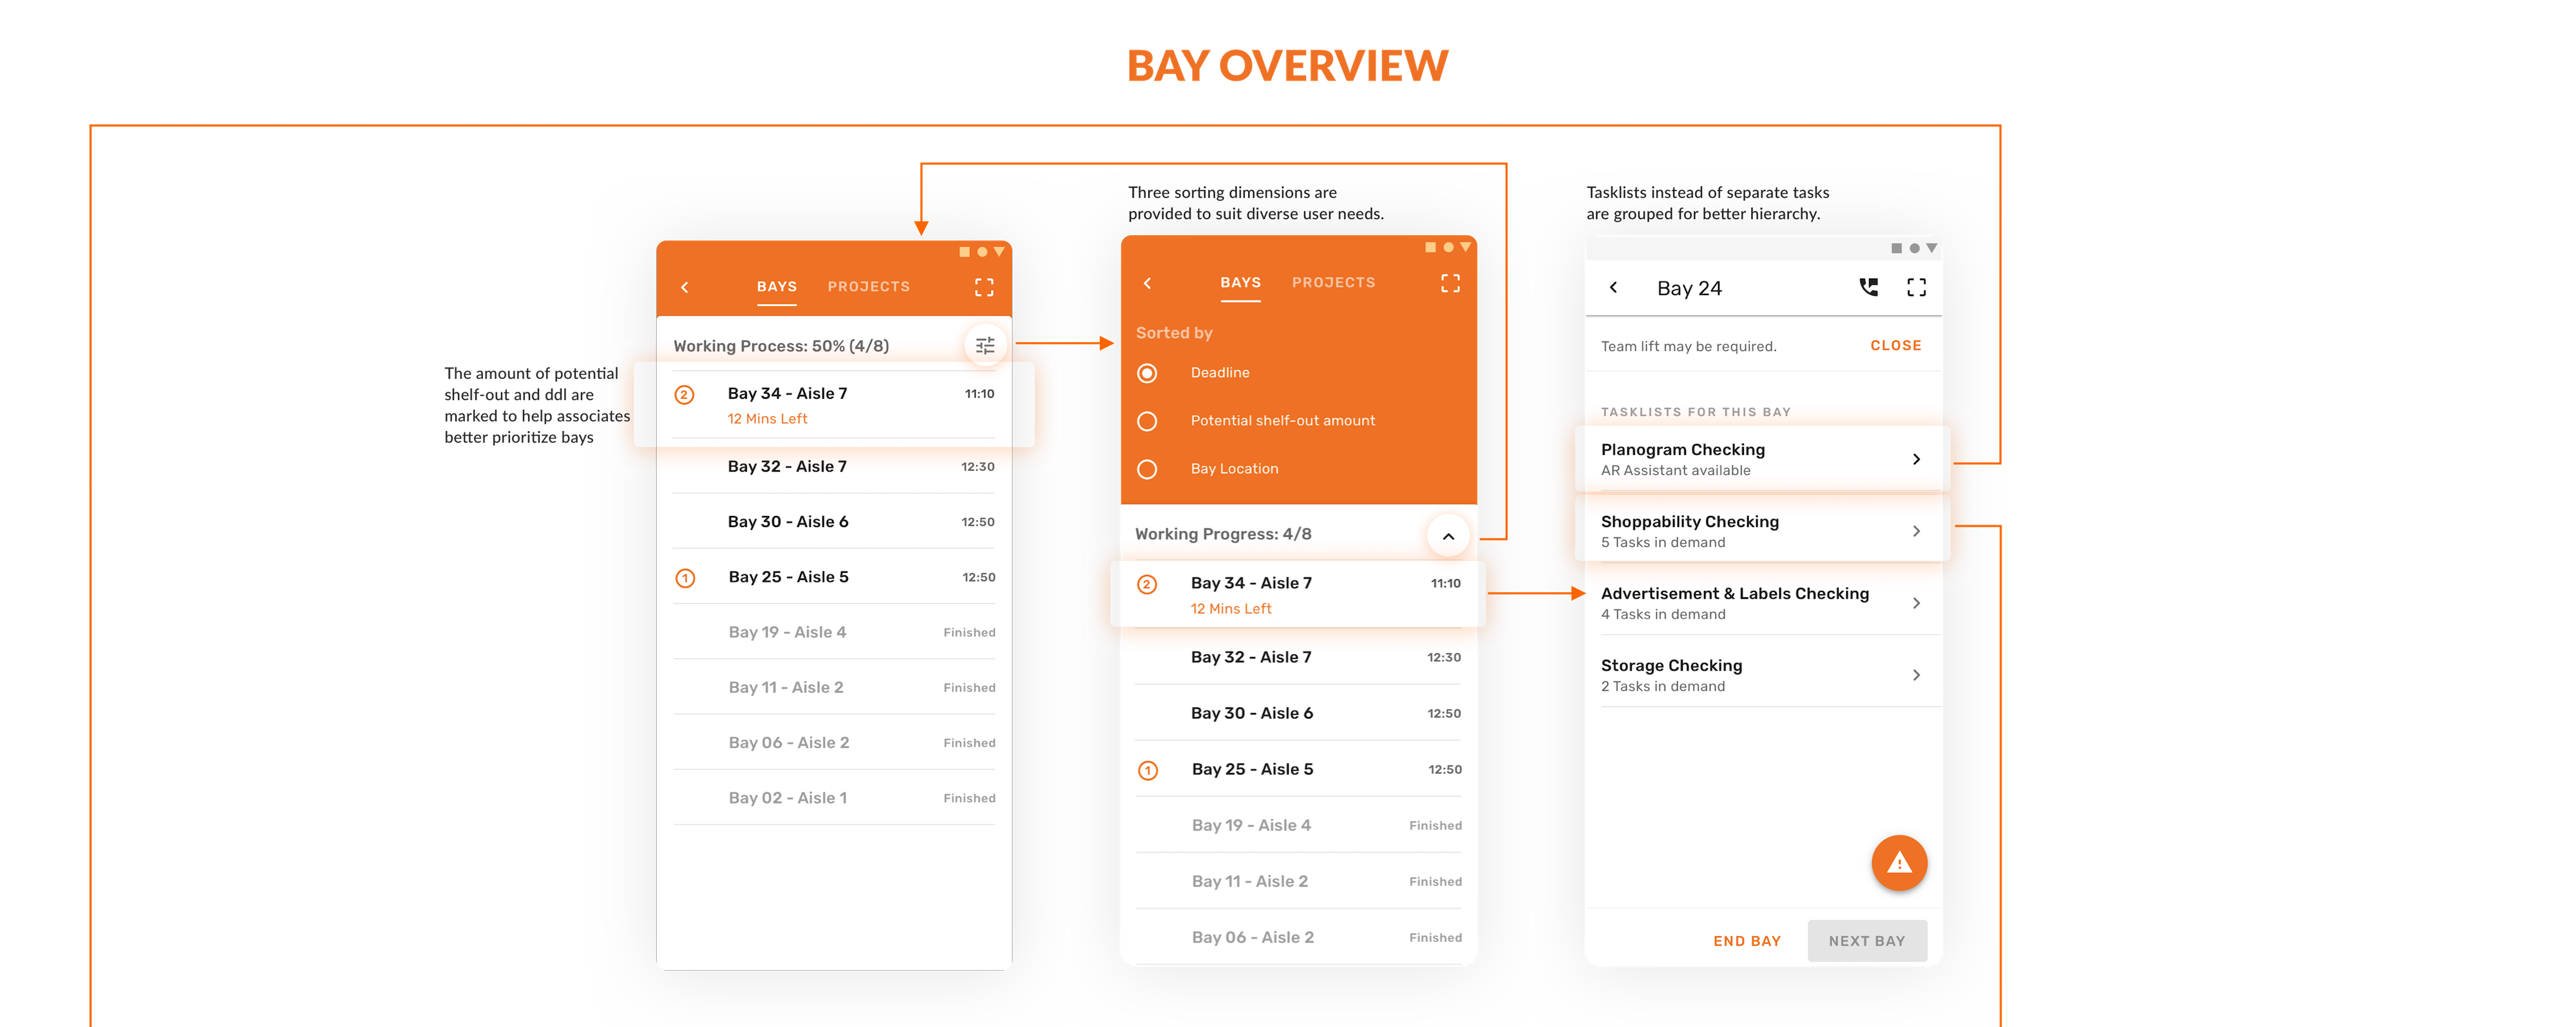 BAY OVERVIEW
The amount of potential
shelf-out and ddl are
marked to help associates
better prioritize bays
BAYS PROJECTS
Working Process: 50% (4/8)
2 Bay 34 - Aisle 7 11:10
12 Mins Left
Bay 32 - Aisle 7 12:30
Bay 30 - Aisle 6 12:50
1 Bay 25 - Aisle 5 12:50
Bay 19 - Aisle 4 Finished
Bay 11 - Aisle 2 Finished
Bay 06 - Aisle 2 Finished
Bay 02 - Aisle 1 Finished
Three sorting dimensions are
provided to suit diverse user needs.
BAYS PROJECTS
Sorted by
Deadline
Potential shelf-out amount
Bay Location
Working Progress: 4/8
2 Bay 34 - Aisle 7 11:10
12 Mins Left
Bay 32 - Aisle 7 12:30
Bay 30 - Aisle 6 12:50
1 Bay 25 - Aisle 5 12:50
Bay 19 - Aisle 4 Finished
Bay 11 - Aisle 2 Finished
Bay 06 - Aisle 2 Finished
Tasklists instead of separate tasks
are grouped for better hierarchy.
Bay 24
Team lift may be required. CLOSE
TASKLISTS FOR THIS BAY
Planogram Checking
AR Assistant available
Shoppability Checking
5 Tasks in demand
Advertisement & Labels Checking
4 Tasks in demand
Storage Checking
2 Tasks in demand
END BAY NEXT BAY